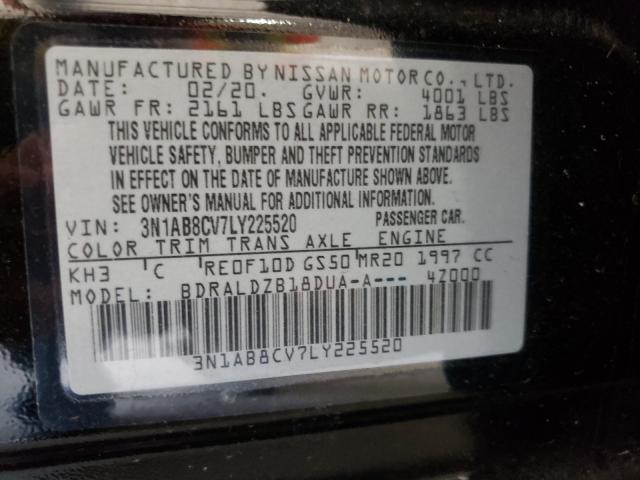 MANUFACTURED BY NISSAN MOTOR CO., LTD.
DATE: 02/20. GVWR: 4001 LBS
GAWR FR: 2161 LBS GAWR RR: 1863 LBS
THIS VEHICLE CONFORMS TO ALL APPLICABLE FEDERAL MOTOR
VEHICLE SAFETY, BUMPER AND THEFT PREVENTION STANDARDS
IN EFFECT ON THE DATE OF MANUFACTURE SHOWN ABOVE.
SEE OWNER'S MANUAL FOR ADDITIONAL INFORMATION.
VIN: 3N1AB8CV7LY225520 PASSENGER CAR.
COLOR TRIM TRANS AXLE ENGINE
KH3 C RE0F10D GS50 MR20 1997 CC
MODEL: BDRALDZB18DUA-A--- 4Z000
3N1AB8CV7LY225520